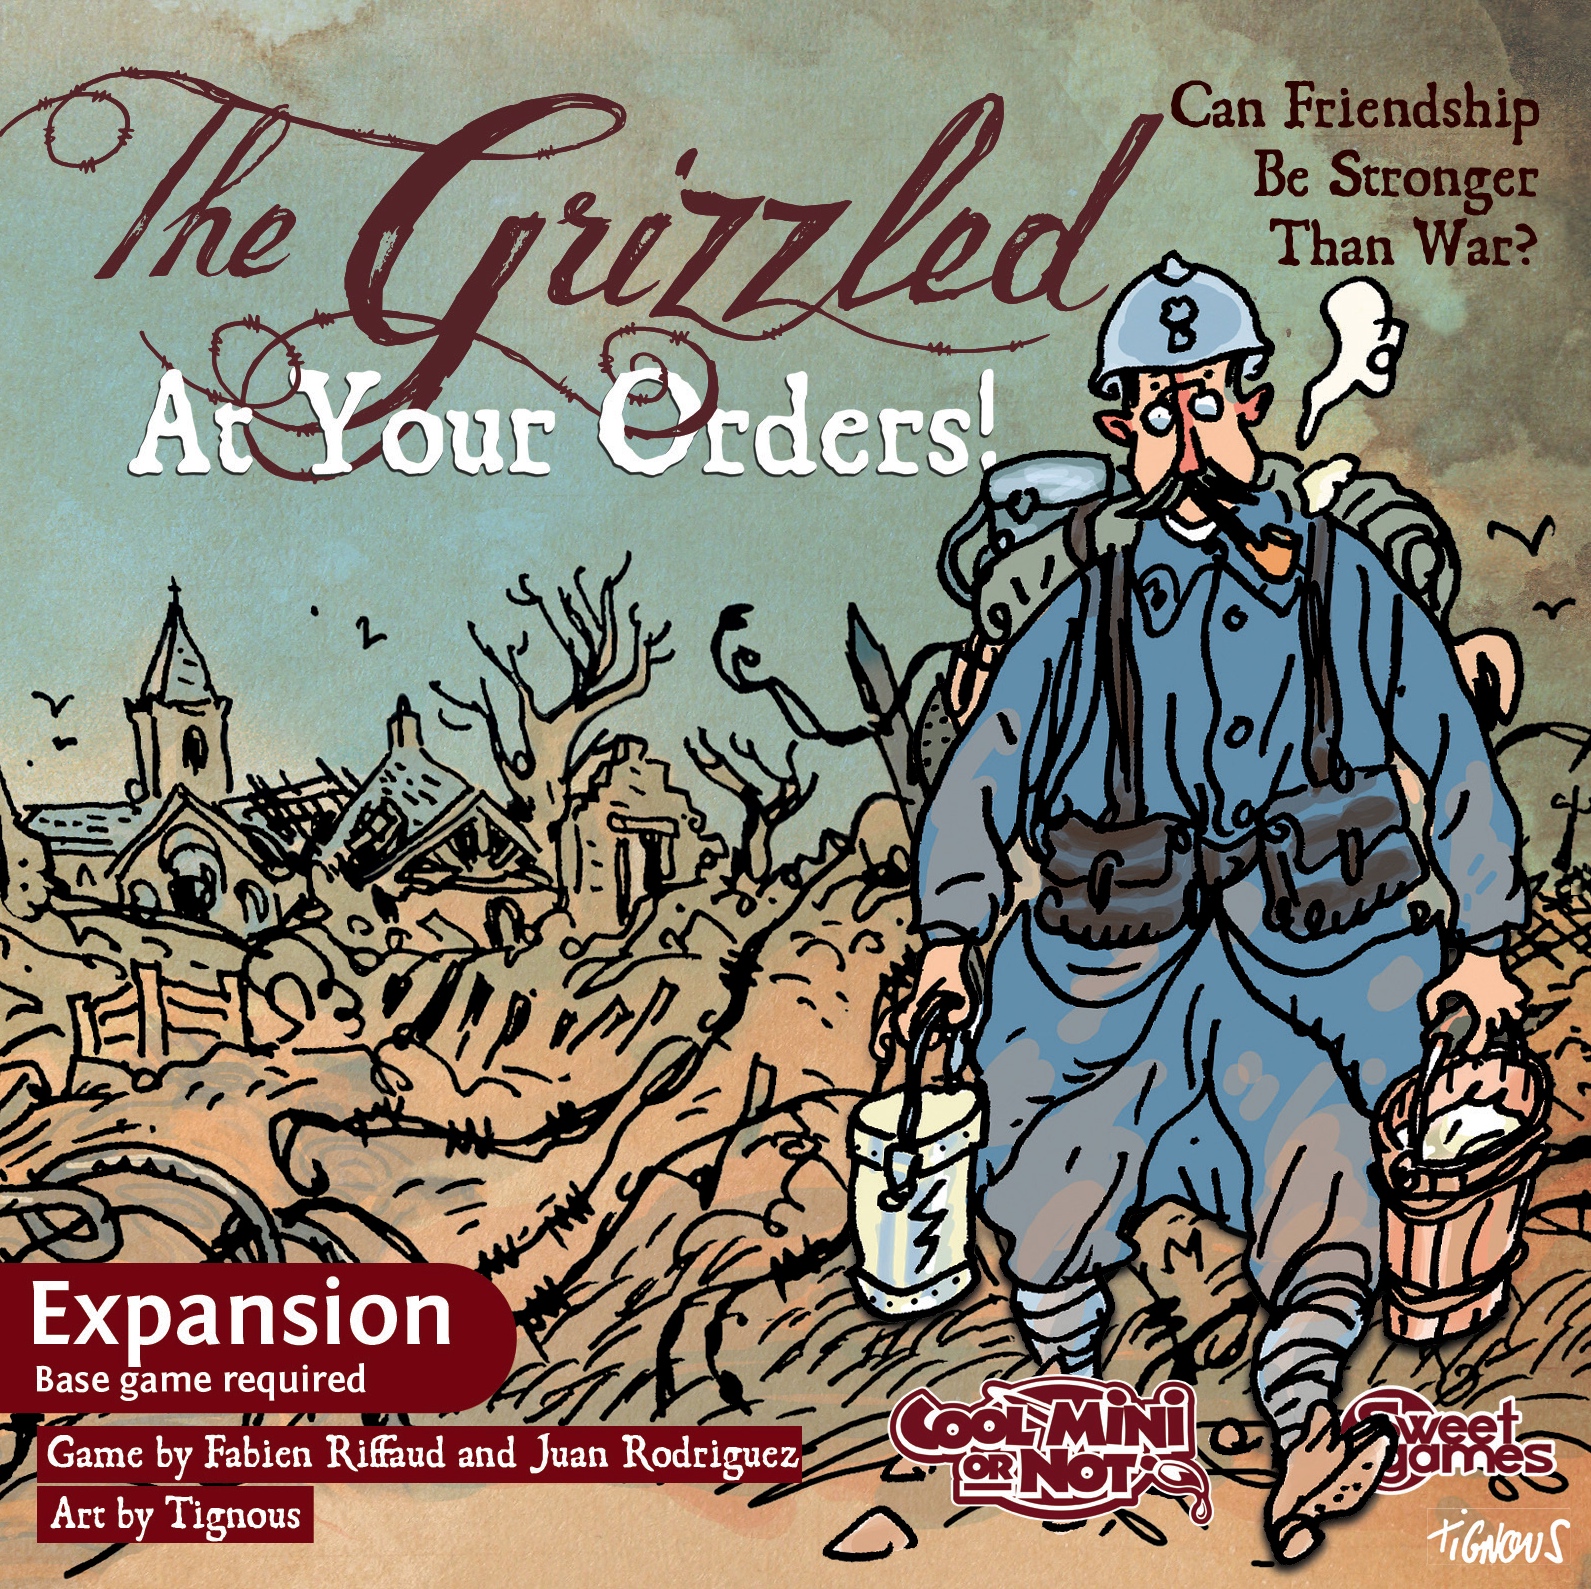 The Grizzled
At Your Orders!
Can Friendship
Be Stronger
Than War?
Expansion
Base game required
Game by Fabien Riffaud and Juan Rodriguez
Art by Tignous
COOL MINI
OR NOT
Sweet
games
TiGNOUS